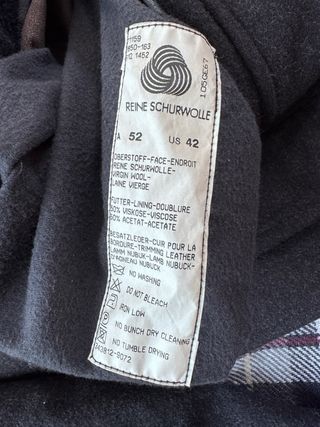 REINE SCHURWOLLE
52 US 42
OBERSTOFF-FACE-ENDROIT
REINE SCHURWOLLE-
VIRGIN WOOL-
LAINE VIERGE
FUTTER-LINING-DOUBLURE
50% VISKOSE-VISCOSE
50% ACETAT-ACETATE
BESATZLEDER-CUIR POUR LA
BORDURE-TRIMMING LEATHER
LAMM NUBUK-LAMB NUBUCK-
NUBUCK
NO WASHING
DO NOT BLEACH
IRON LOW
NO BUNCH DRY CLEANING
NO TUMBLE DRYING